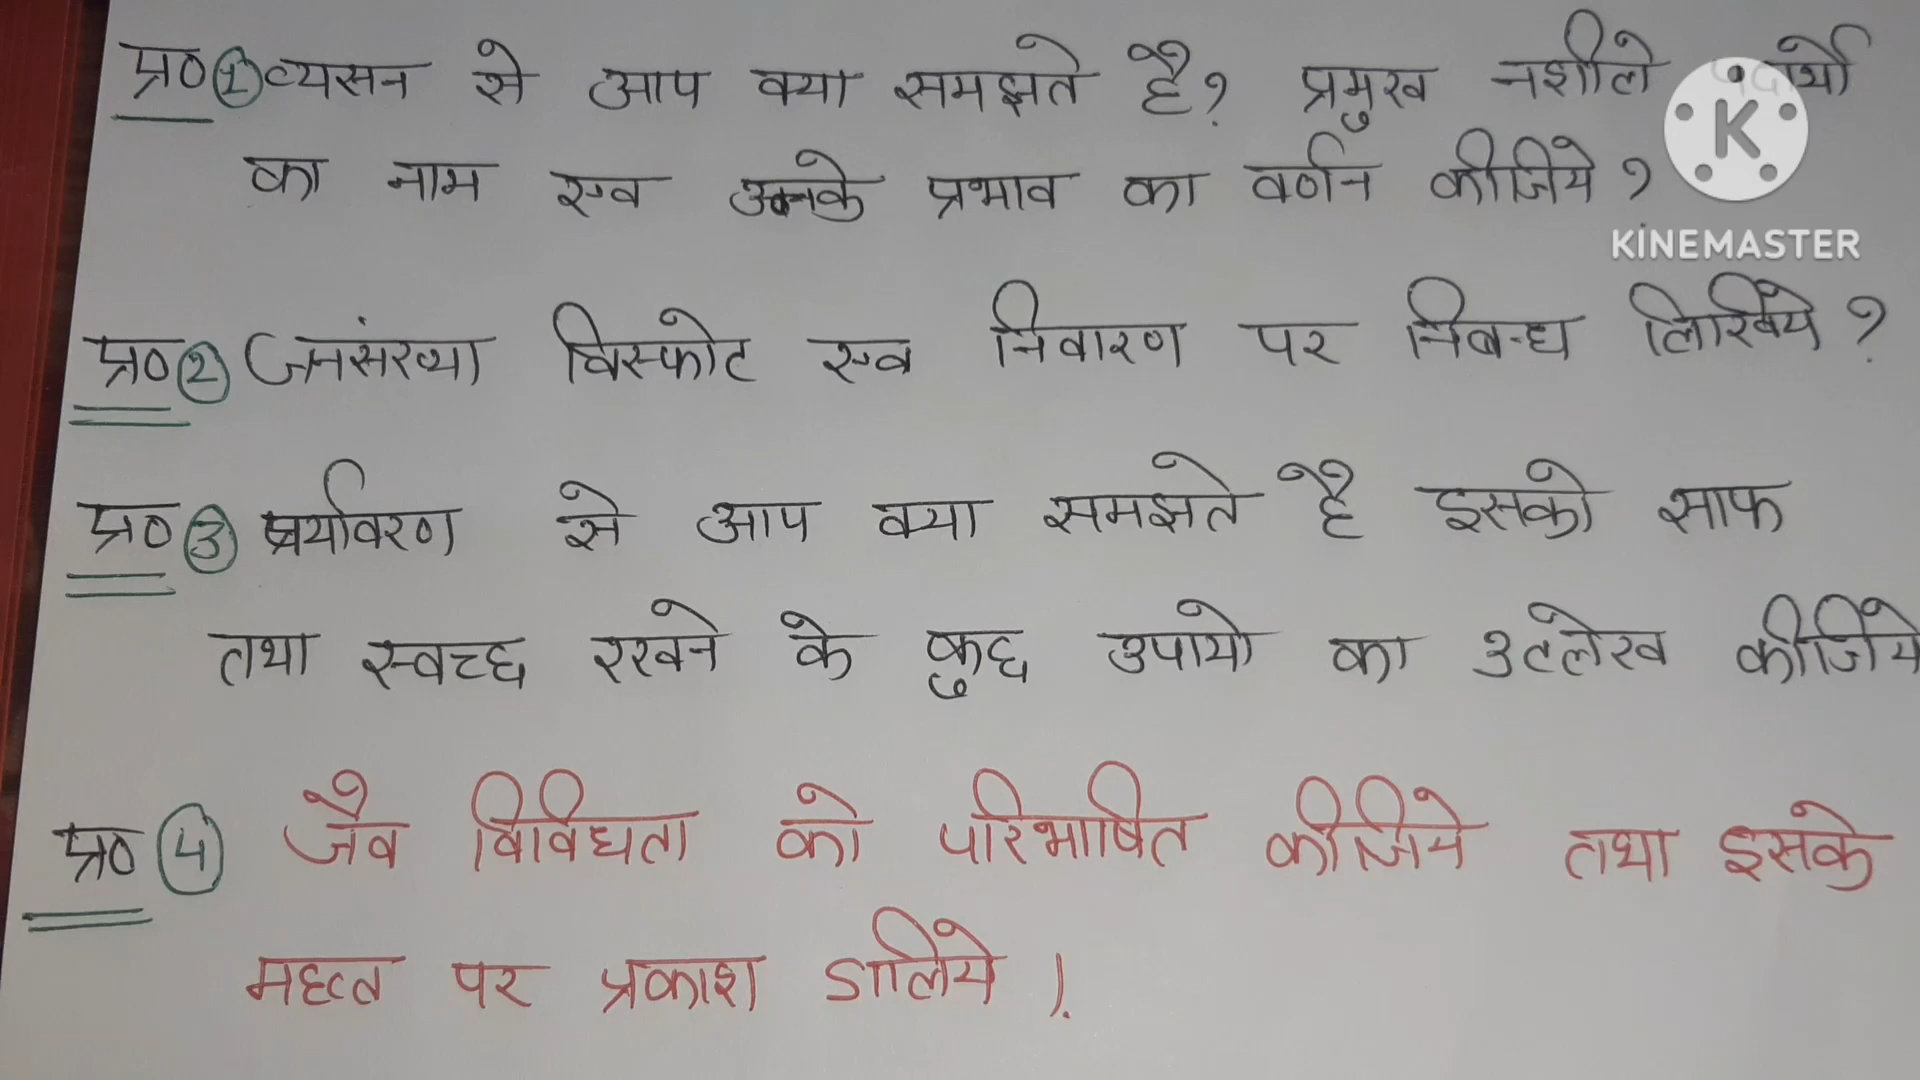 प्र० 1 व्यसन से आप क्या समझते है? प्रमुख नशीले
का नाम एव उनके प्रभाव का वर्णन कीजिये ?
K
KINEMASTER
प्र० 2 जनसंख्या विस्फोट एव निवारण पर निबन्ध लिखिये ?
प्र० 3 पर्यावरण से आप क्या समझते है इसको साफ
तथा स्वच्छ रखने के कुछ उपायो का उल्लेख कीजिये
प्र० 4 जैव विविधता को परिभाषित कीजिये तथा इसके
महत्व पर प्रकाश डालिये ।